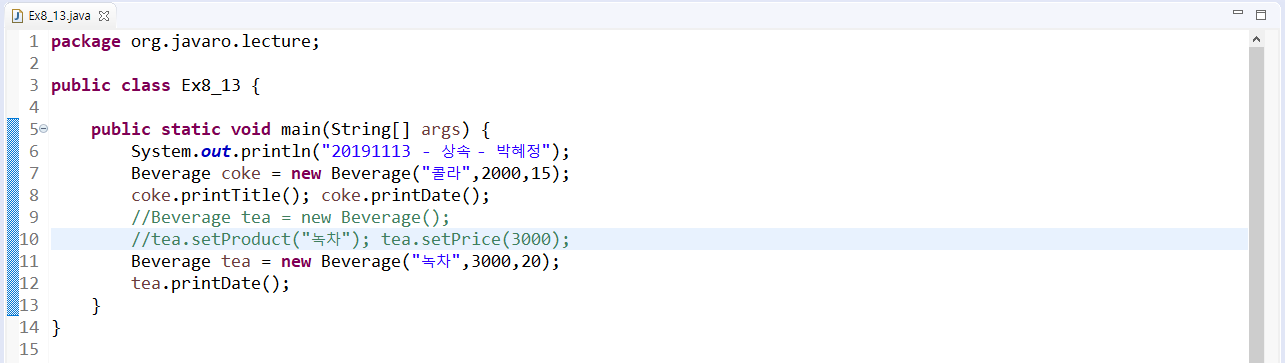 Ex8_13.java
1 package org.javaro.lecture;
2
3 public class Ex8_13 {
4
5 public static void main(String[] args) {
6 System.out.println("20191113 - 상속 - 박혜정");
7 Beverage coke = new Beverage("콜라",2000,15);
8 coke.printTitle(); coke.printDate();
9 //Beverage tea = new Beverage();
10 //tea.setProduct("녹차"); tea.setPrice(3000);
11 Beverage tea = new Beverage("녹차",3000,20);
12 tea.printDate();
13 }
14 }
15